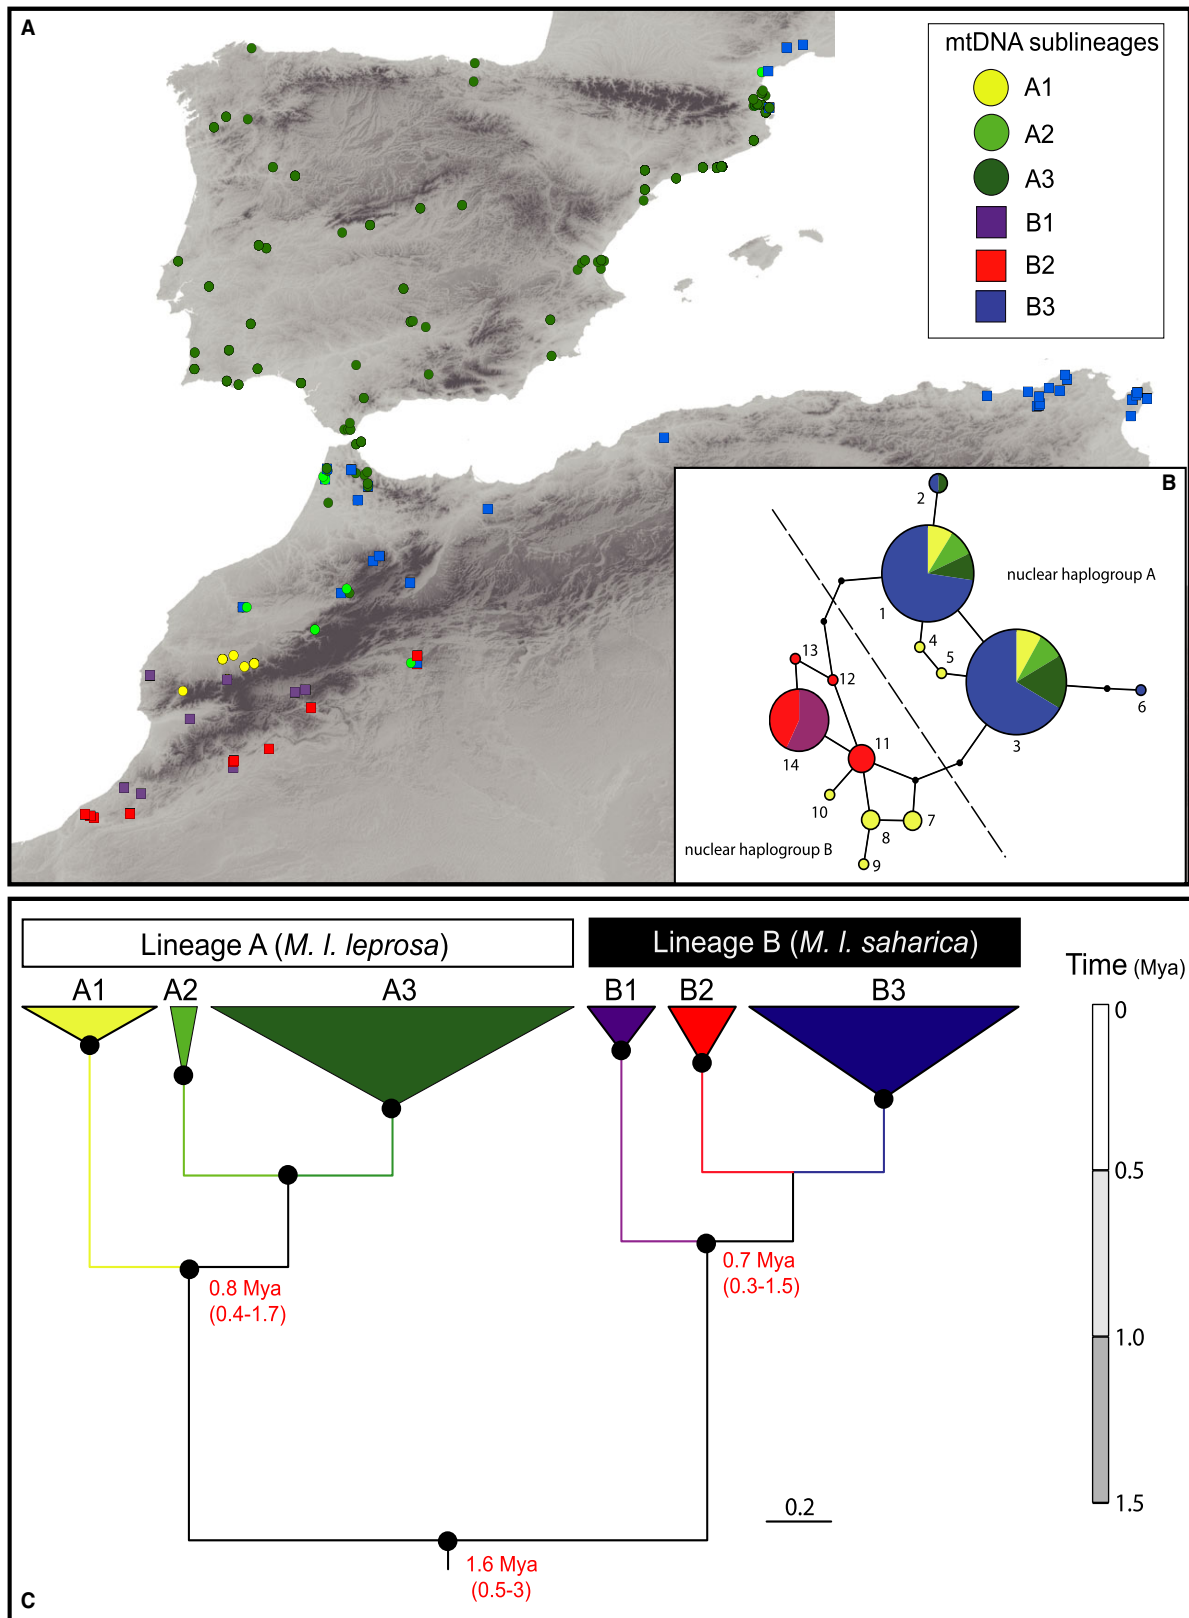 A
mtDNA sublineages
A1
A2
A3
B1
B2
B3
B
2
nuclear haplogroup A
1
4
5
13
12
6
3
11
14
10
7
8
nuclear haplogroup B
9
Lineage A (M. l. leprosa)
Lineage B (M. l. saharica)
Time (Mya)
A1
A2
A3
B1
B2
B3
0
0.5
0.7 Mya
(0.3-1.5)
0.8 Mya
(0.4-1.7)
1.0
1.5
0.2
1.6 Mya
(0.5-3)
C